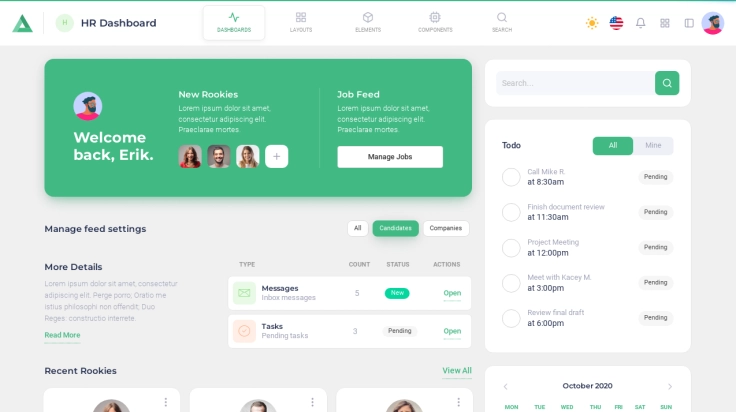 H
HR Dashboard
DASHBOARDS
LAYOUTS
ELEMENTS
COMPONENTS
SEARCH
Welcome
back, Erik.
New Rookies
Lorem ipsum dolor sit amet,
consectetur adipiscing elit.
Praeclarae mortes.
Job Feed
Lorem ipsum dolor sit amet,
consectetur adipiscing elit.
Praeclarae mortes.
Manage Jobs
Search...
Todo
All
Mine
Call Mike R.
at 8:30am
Pending
Finish document review
at 11:30am
Pending
Project Meeting
at 12:00pm
Pending
Meet with Kacey M.
at 3:00pm
Pending
Review final draft
at 6:00pm
Pending
Manage feed settings
All
Candidates
Companies
More Details
Lorem ipsum dolor sit amet, consectetur
adipiscing elit. Perge porro; Oratio me
istius philosophi non offendit; Duo
Reges: constructio interrete.
Read More
TYPE
COUNT
STATUS
ACTIONS
Messages
Inbox messages
5
New
Open
Tasks
Pending tasks
3
Pending
Open
Recent Rookies
View All
October 2020
MON TUE WED THU FRI SAT SUN